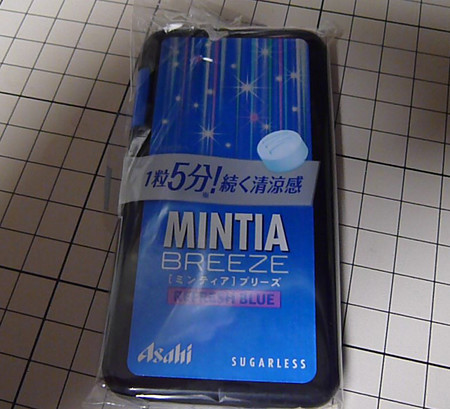 1粒5分!続く清涼感
※
MINTIA
BREEZE
[ミンティア]ブリーズ
REFRESH BLUE
Asahi SUGARLESS